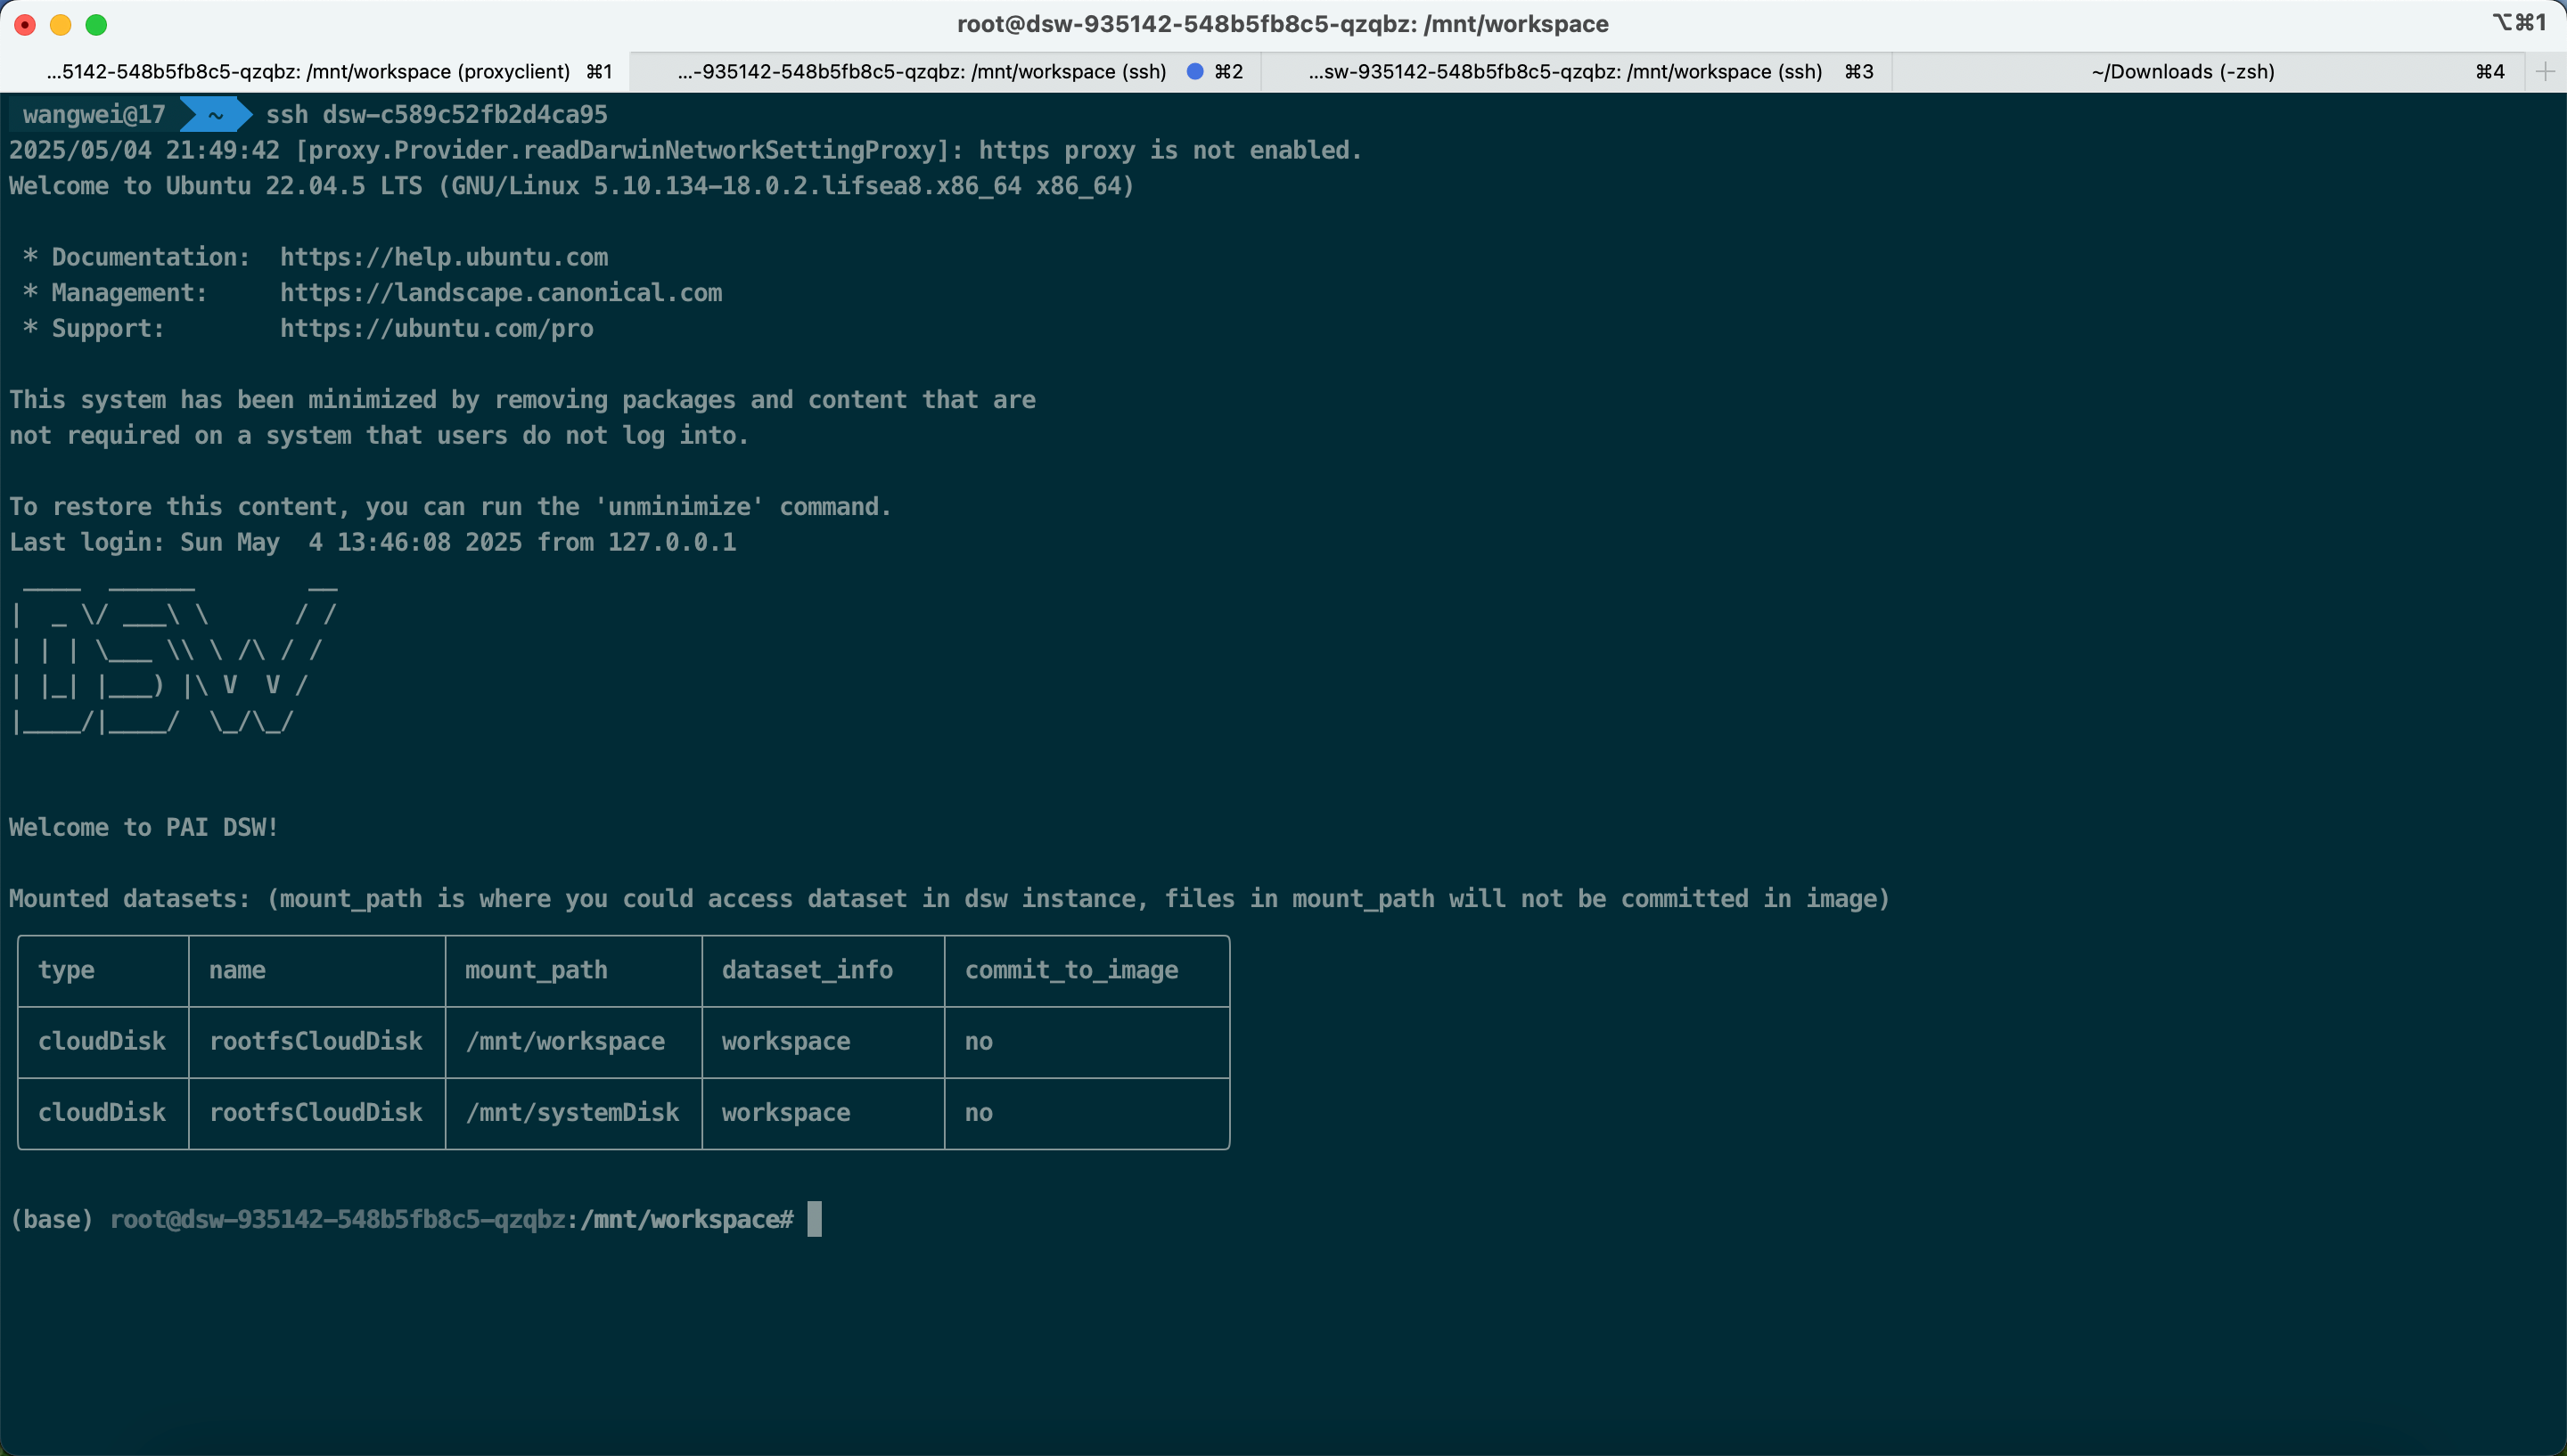 root@dsw-935142-548b5fb8c5-qzqbz: /mnt/workspace ⌥⌘1
...5142-548b5fb8c5-qzqbz: /mnt/workspace (proxyclient) ⌘1 ...-935142-548b5fb8c5-qzqbz: /mnt/workspace (ssh) ⌘2 ...sw-935142-548b5fb8c5-qzqbz: /mnt/workspace (ssh) ⌘3 ~/Downloads (-zsh) ⌘4
wangwei@17 ~ ssh dsw-c589c52fb2d4ca95
2025/05/04 21:49:42 [proxy.Provider.readDarwinNetworkSettingProxy]: https proxy is not enabled.
Welcome to Ubuntu 22.04.5 LTS (GNU/Linux 5.10.134-18.0.2.lifsea8.x86_64 x86_64)
* Documentation:  https://help.ubuntu.com
* Management:     https://landscape.canonical.com
* Support:        https://ubuntu.com/pro
This system has been minimized by removing packages and content that are
not required on a system that users do not log into.
To restore this content, you can run the 'unminimize' command.
Last login: Sun May  4 13:46:08 2025 from 127.0.0.1
DSW
Welcome to PAI DSW!
Mounted datasets: (mount_path is where you could access dataset in dsw instance, files in mount_path will not be committed in image)
type name mount_path dataset_info commit_to_image
cloudDisk rootfsCloudDisk /mnt/workspace workspace no
cloudDisk rootfsCloudDisk /mnt/systemDisk workspace no
(base) root@dsw-935142-548b5fb8c5-qzqbz:/mnt/workspace#